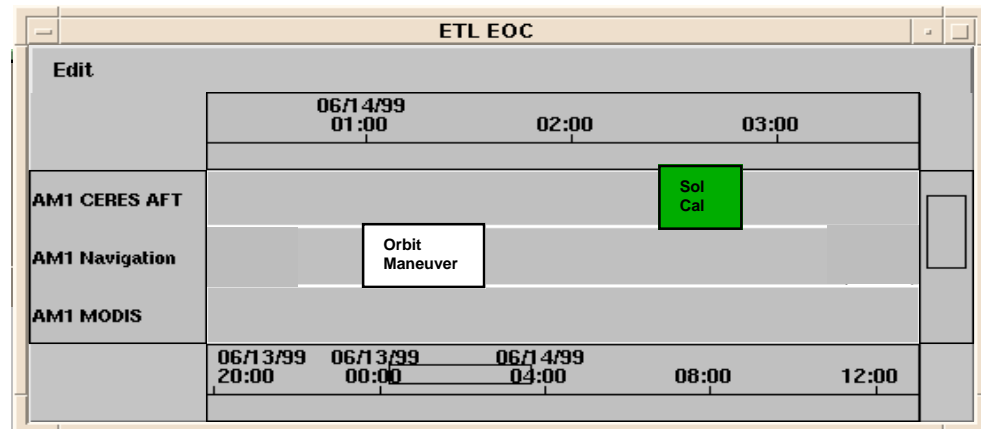 ETL EOC
Edit
06/14/99
01:00 02:00 03:00
AM1 CERES AFT
Sol
Cal
AM1 Navigation
Orbit
Maneuver
AM1 MODIS
06/13/99 06/13/99 06/14/99
20:00 00:00 04:00 08:00 12:00